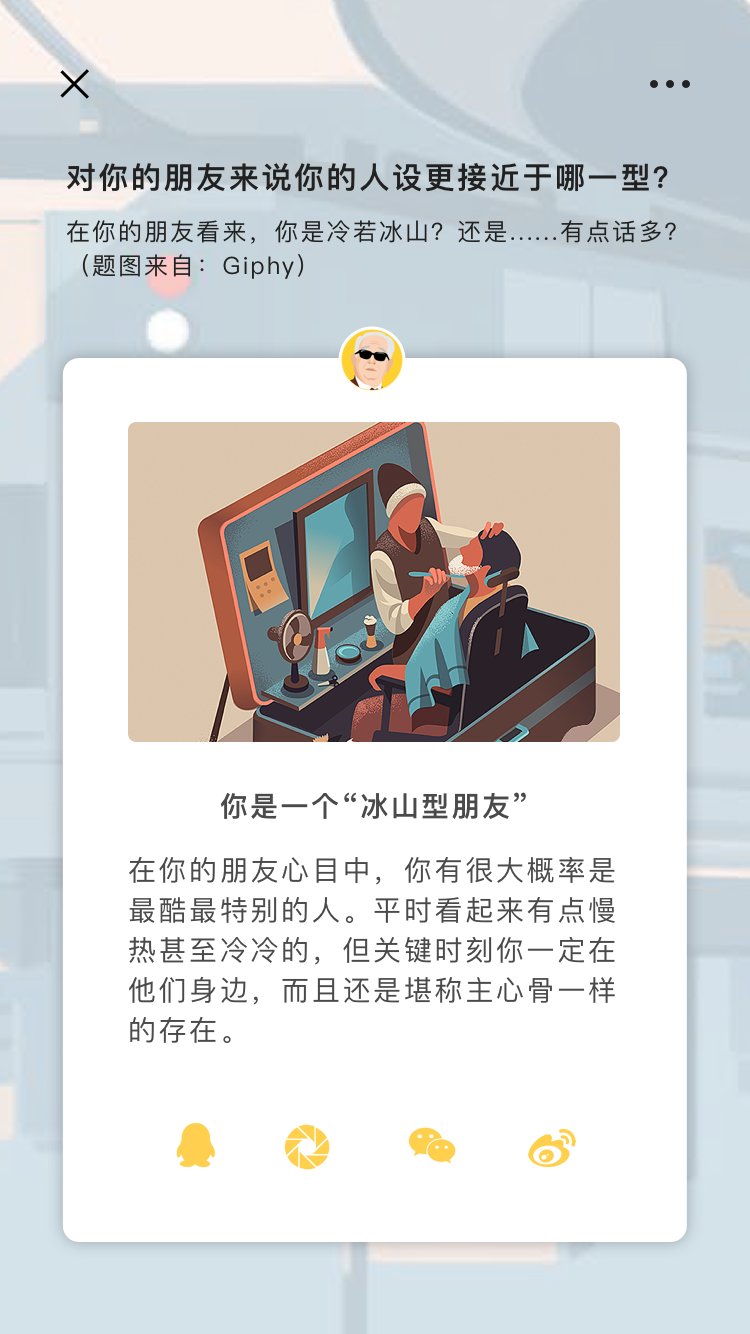 对你的朋友来说你的人设更接近于哪一型？
在你的朋友看来，你是冷若冰山？还是……有点话多？
（题图来自：Giphy）
你是一个“冰山型朋友”
在你的朋友心目中，你有很大概率是
最酷最特别的人。平时看起来有点慢
热甚至冷冷的，但关键时刻你一定在
他们身边，而且还是堪称主心骨一样
的存在。